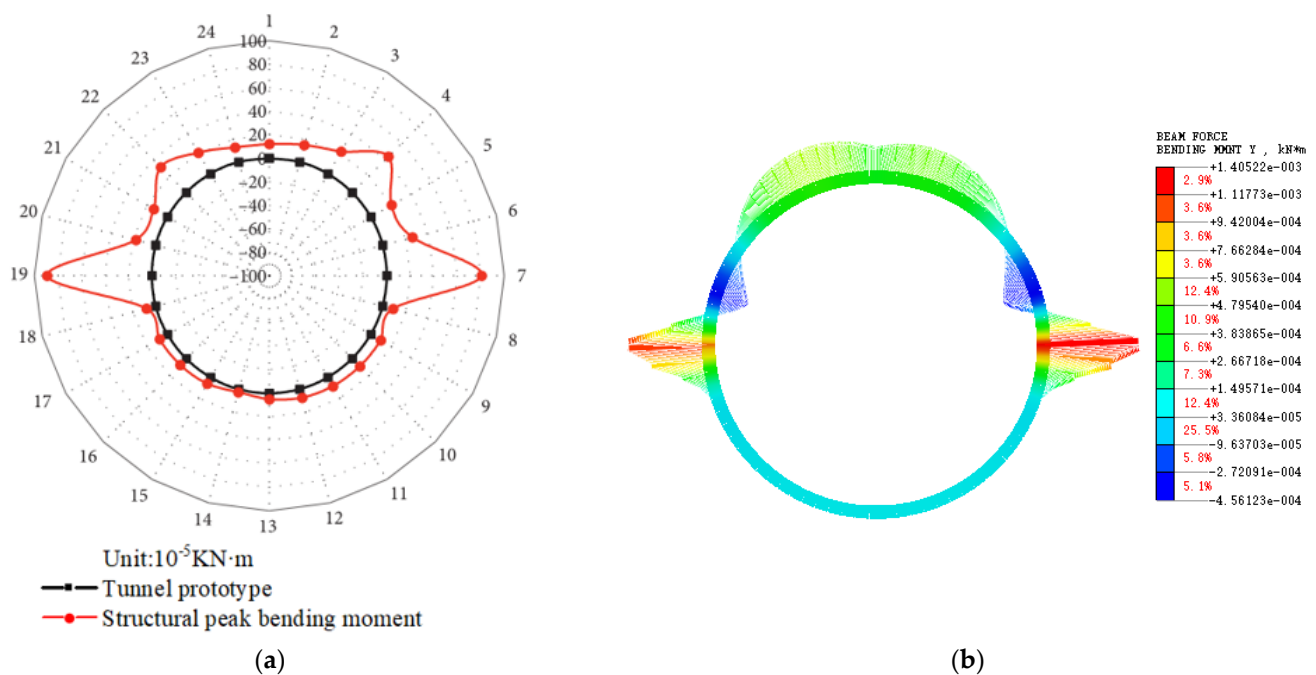 1
2
3
4
5
6
7
8
9
10
11
12
13
14
15
16
17
18
19
20
21
22
23
24
100
80
60
40
20
0
−20
−40
−60
−80
−100
Unit:10⁻⁵KN·m
Tunnel prototype
Structural peak bending moment
(a)
BEAM FORCE
BENDING MMNT Y , kN*m
+1.40522e-003
2.9%
+1.11773e-003
3.6%
+9.42004e-004
3.6%
+7.66284e-004
3.6%
+5.90563e-004
12.4%
+4.79540e-004
10.9%
+3.83865e-004
6.6%
+2.66718e-004
7.3%
+1.49571e-004
12.4%
+3.36084e-005
25.5%
-9.63703e-005
5.8%
-2.72091e-004
5.1%
-4.56123e-004
(b)